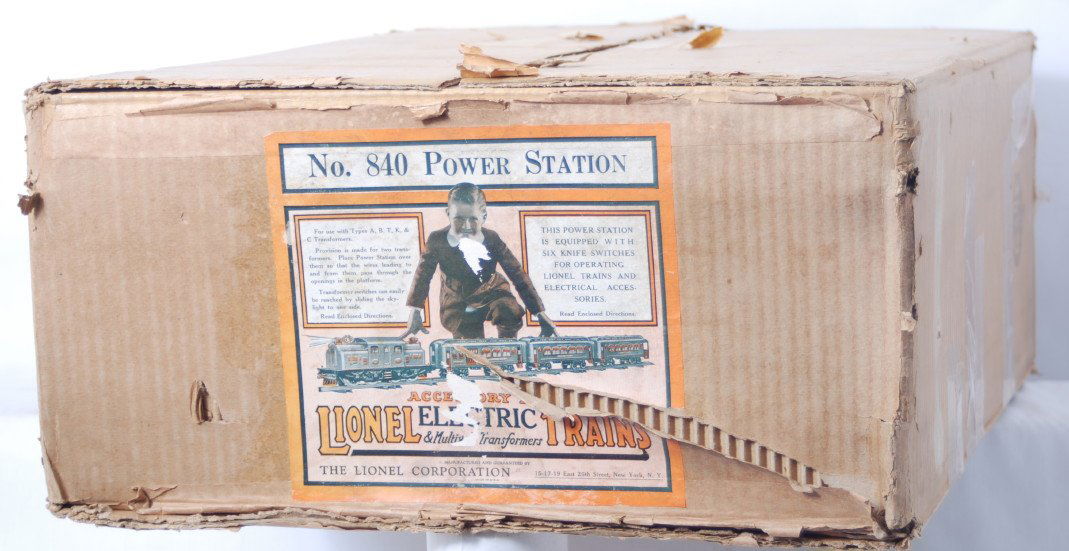 No. 840 POWER STATION
For use with Types A, B, T, K, &
C Transformers.
Provision is made for two trans-
formers. Place Power Station over
them so that the wires leading to
and from them pass through the
openings in the platform.
Transformer switches can easily
be reached by sliding the sky-
light to one side.
Read Enclosed Directions.
THIS POWER STATION
IS EQUIPPED WITH
SIX KNIFE SWITCHES
FOR OPERATING
LIONEL TRAINS AND
ELECTRICAL ACCES-
SORIES.
Read Enclosed Directions.
LIONEL ELECTRIC TRAINS
& Multivolt Transformers
MANUFACTURED AND GUARANTEED BY
THE LIONEL CORPORATION
15-17-19 East 26th Street, New York, N. Y.